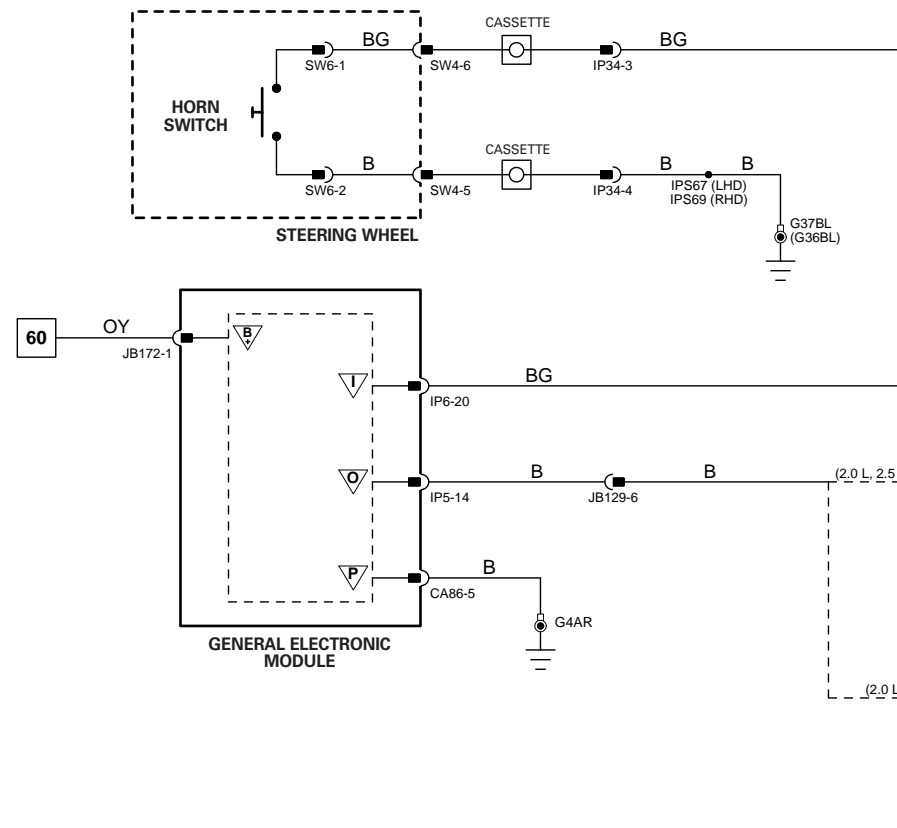 CASSETTE
BG
BG
SW6-1
SW4-6
IP34-3
HORN
SWITCH
CASSETTE
B
B
B
SW6-2
SW4-5
IP34-4
IPS67 (LHD)
IPS69 (RHD)
G37BL
(G36BL)
STEERING WHEEL
60
OY
B
+
JB172-1
I
BG
IP6-20
O
B
B
(2.0 L, 2.5
IP5-14
JB129-6
P
B
CA86-5
G4AR
GENERAL ELECTRONIC
MODULE
(2.0 L